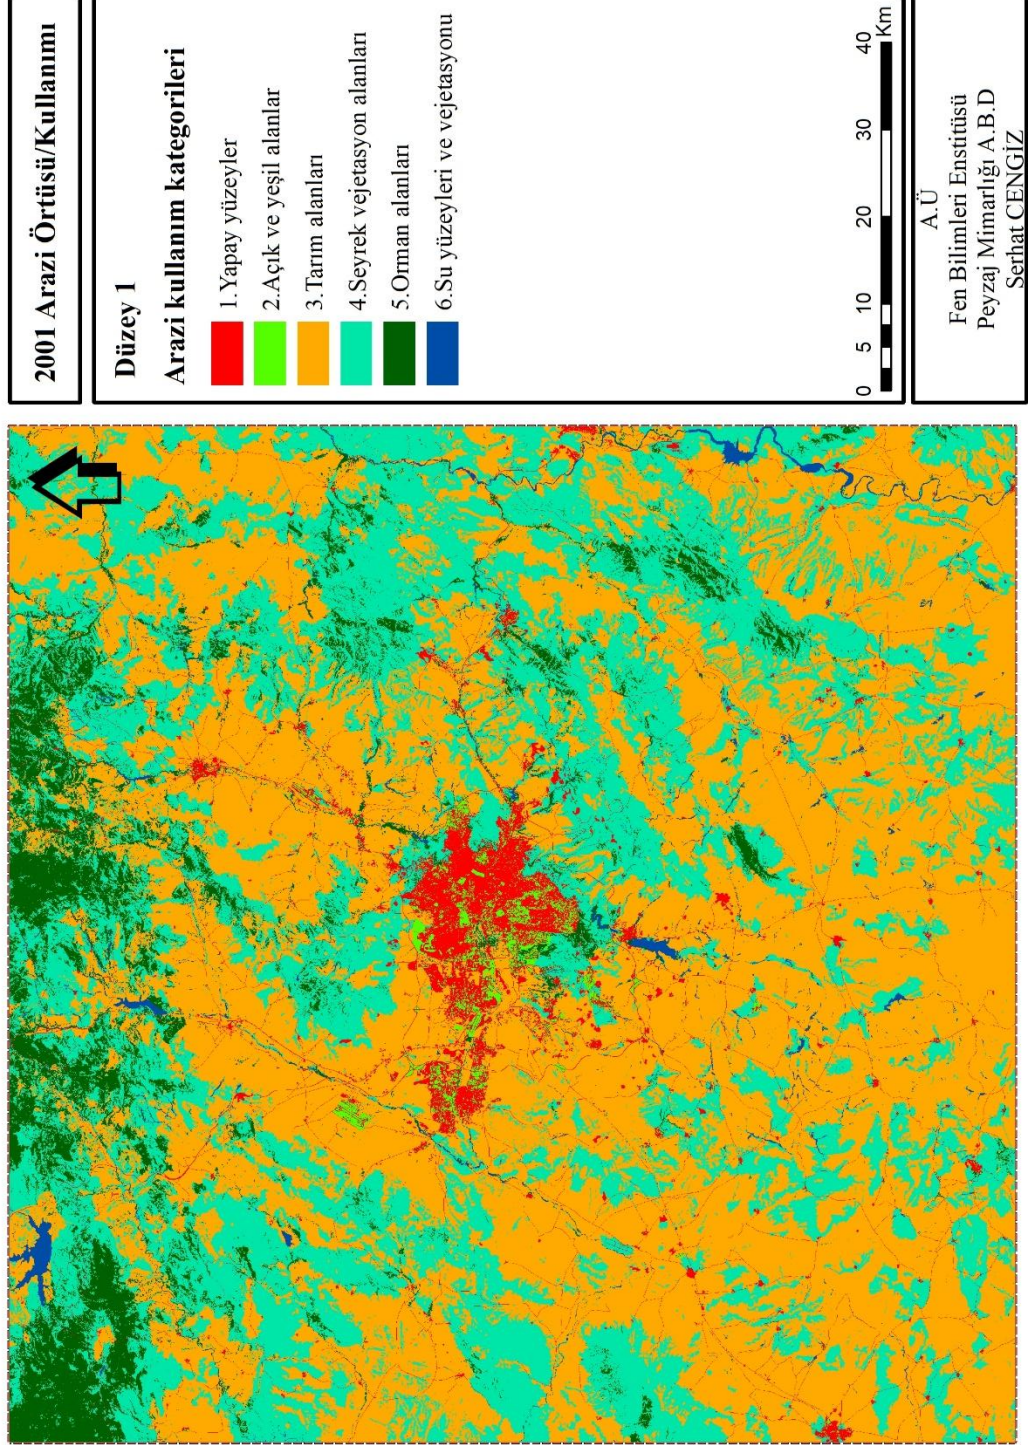 2001 Arazi Örtüsü/Kullanımı
Düzey 1
Arazi kullanım kategorileri
1.Yapay yüzeyler
2.Açık ve yeşil alanlar
3.Tarım alanları
4.Seyrek vejetasyon alanları
5.Orman alanları
6.Su yüzeyleri ve vejetasyonu
0 5 10 20 30 40
Km
A.Ü
Fen Bilimleri Enstitüsü
Peyzaj Mimarlığı A.B.D
Serhat CENGİZ